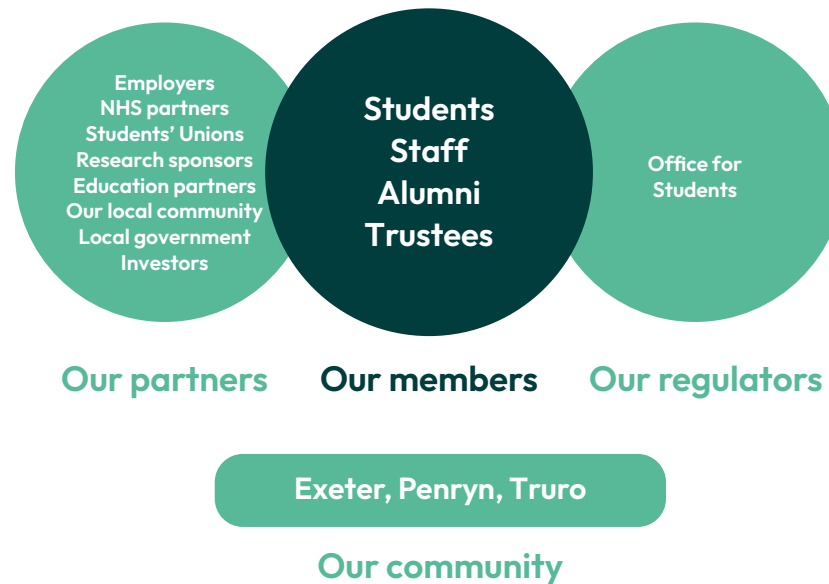 Employers
NHS partners
Students’ Unions
Research sponsors
Education partners
Our local community
Local government
Investors
Students
Staff
Alumni
Trustees
Office for
Students
Our partners
Our members
Our regulators
Exeter, Penryn, Truro
Our community